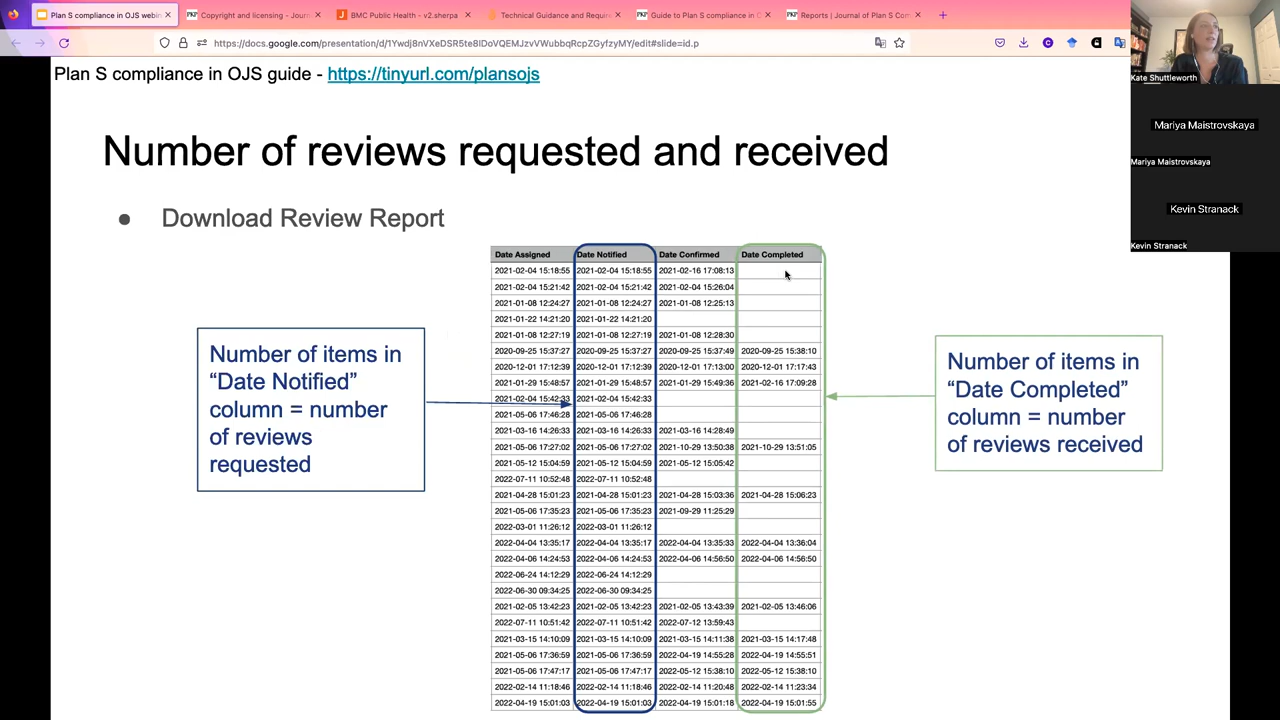 Plan S compliance in OJS webin
Copyright and licensing - Journ
BMC Public Health - v2.sherpa
Technical Guidance and Requir
Guide to Plan S compliance in C
Reports | Journal of Plan S Com
https://docs.google.com/presentation/d/1Ywdj8nVXeDSR5te8IDoVQEMJzvVWubbqRcpZGyfzyMY/edit#slide=id.p
Kate Shuttleworth
Mariya Maistrovskaya
Mariya Maistrovskaya
Kevin Stranack
Kevin Stranack
Plan S compliance in OJS guide - https://tinyurl.com/plansojs
Number of reviews requested and received
● Download Review Report
Number of items in
“Date Notified”
column = number
of reviews
requested
Date Assigned Date Notified Date Confirmed Date Completed
2021-02-04 15:18:55 2021-02-04 15:18:55 2021-02-16 17:08:13
2021-02-04 15:21:42 2021-02-04 15:21:42 2021-02-04 15:26:04
2021-01-08 12:24:27 2021-01-08 12:24:27 2021-01-08 12:25:13
2021-01-22 14:21:20 2021-01-22 14:21:20
2021-01-08 12:27:19 2021-01-08 12:27:19 2021-01-08 12:28:30
2020-09-25 15:37:27 2020-09-25 15:37:27 2020-09-25 15:37:49 2020-09-25 15:38:10
2020-12-01 17:12:39 2020-12-01 17:12:39 2020-12-01 17:13:00 2020-12-01 17:17:43
2021-01-29 15:48:57 2021-01-29 15:48:57 2021-01-29 15:49:36 2021-02-16 17:09:28
2021-02-04 15:42:33 2021-02-04 15:42:33
2021-05-06 17:46:28 2021-05-06 17:46:28
2021-03-16 14:26:33 2021-03-16 14:26:33 2021-03-16 14:28:49
2021-05-06 17:27:02 2021-05-06 17:27:02 2021-10-29 13:50:38 2021-10-29 13:51:05
2021-05-12 15:04:59 2021-05-12 15:04:59 2021-05-12 15:05:42
2022-07-11 10:52:48 2022-07-11 10:52:48
2021-04-28 15:01:23 2021-04-28 15:01:23 2021-04-28 15:03:36 2021-04-28 15:06:23
2021-05-06 17:35:23 2021-05-06 17:35:23 2021-09-29 11:25:29
2022-03-01 11:26:12 2022-03-01 11:26:12
2022-04-04 13:35:17 2022-04-04 13:35:17 2022-04-04 13:35:33 2022-04-04 13:36:04
2022-04-06 14:24:53 2022-04-06 14:24:53 2022-04-06 14:56:50 2022-04-06 14:56:50
2022-06-24 14:12:29 2022-06-24 14:12:29
2022-06-30 09:34:25 2022-06-30 09:34:25
2021-02-05 13:42:23 2021-02-05 13:42:23 2021-02-05 13:43:39 2021-02-05 13:46:06
2022-07-11 10:51:42 2022-07-11 10:51:42 2022-07-12 13:59:43
2021-03-15 14:10:09 2021-03-15 14:10:09 2021-03-15 14:11:38 2021-03-15 14:17:48
2021-05-06 17:36:59 2021-05-06 17:36:59 2022-04-19 14:55:28 2022-04-19 14:55:51
2021-05-06 17:47:17 2021-05-06 17:47:17 2022-05-12 15:38:10 2022-05-12 15:38:10
2022-02-14 11:18:46 2022-02-14 11:18:46 2022-02-14 11:20:48 2022-02-14 11:23:34
2022-04-19 15:01:03 2022-04-19 15:01:03 2022-04-19 15:01:18 2022-04-19 15:01:55
Number of items in
“Date Completed”
column = number
of reviews received